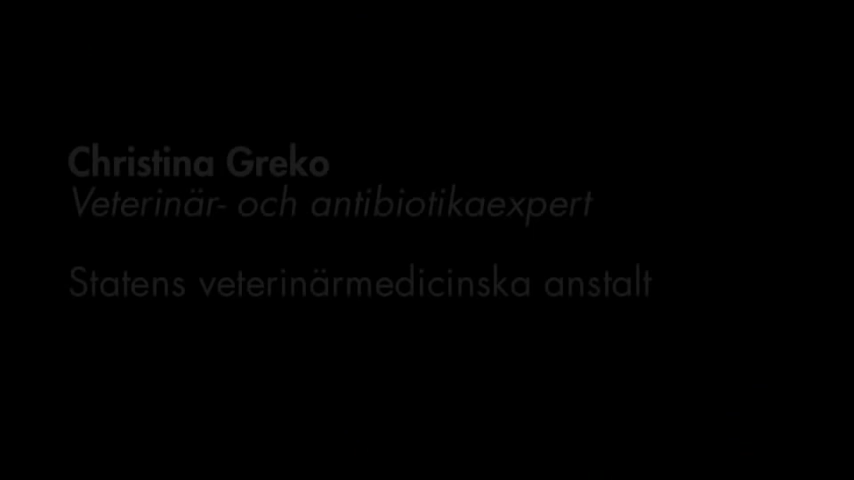 Christina Greko
Veterinär- och antibiotikaexpert
Statens veterinärmedicinska anstalt